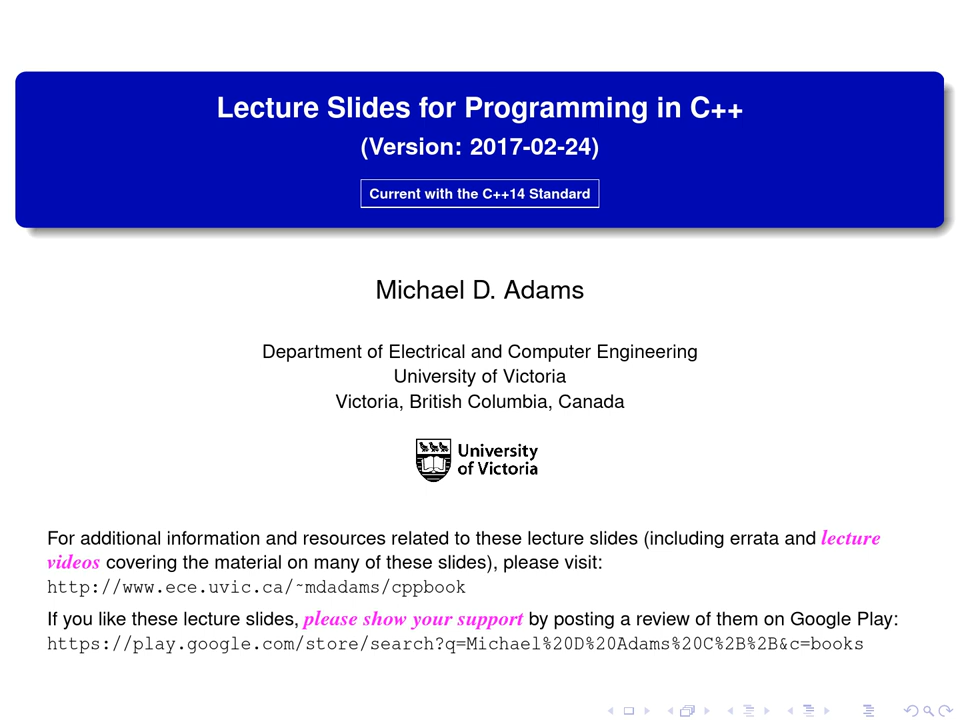 Lecture Slides for Programming in C++
(Version: 2017-02-24)
Current with the C++14 Standard
Michael D. Adams
Department of Electrical and Computer Engineering
University of Victoria
Victoria, British Columbia, Canada
University
of Victoria
For additional information and resources related to these lecture slides (including errata and lecture
videos covering the material on many of these slides), please visit:
http://www.ece.uvic.ca/~mdadams/cppbook
If you like these lecture slides, please show your support by posting a review of them on Google Play:
https://play.google.com/store/search?q=Michael%20D%20Adams%20C%2B%2B&c=books